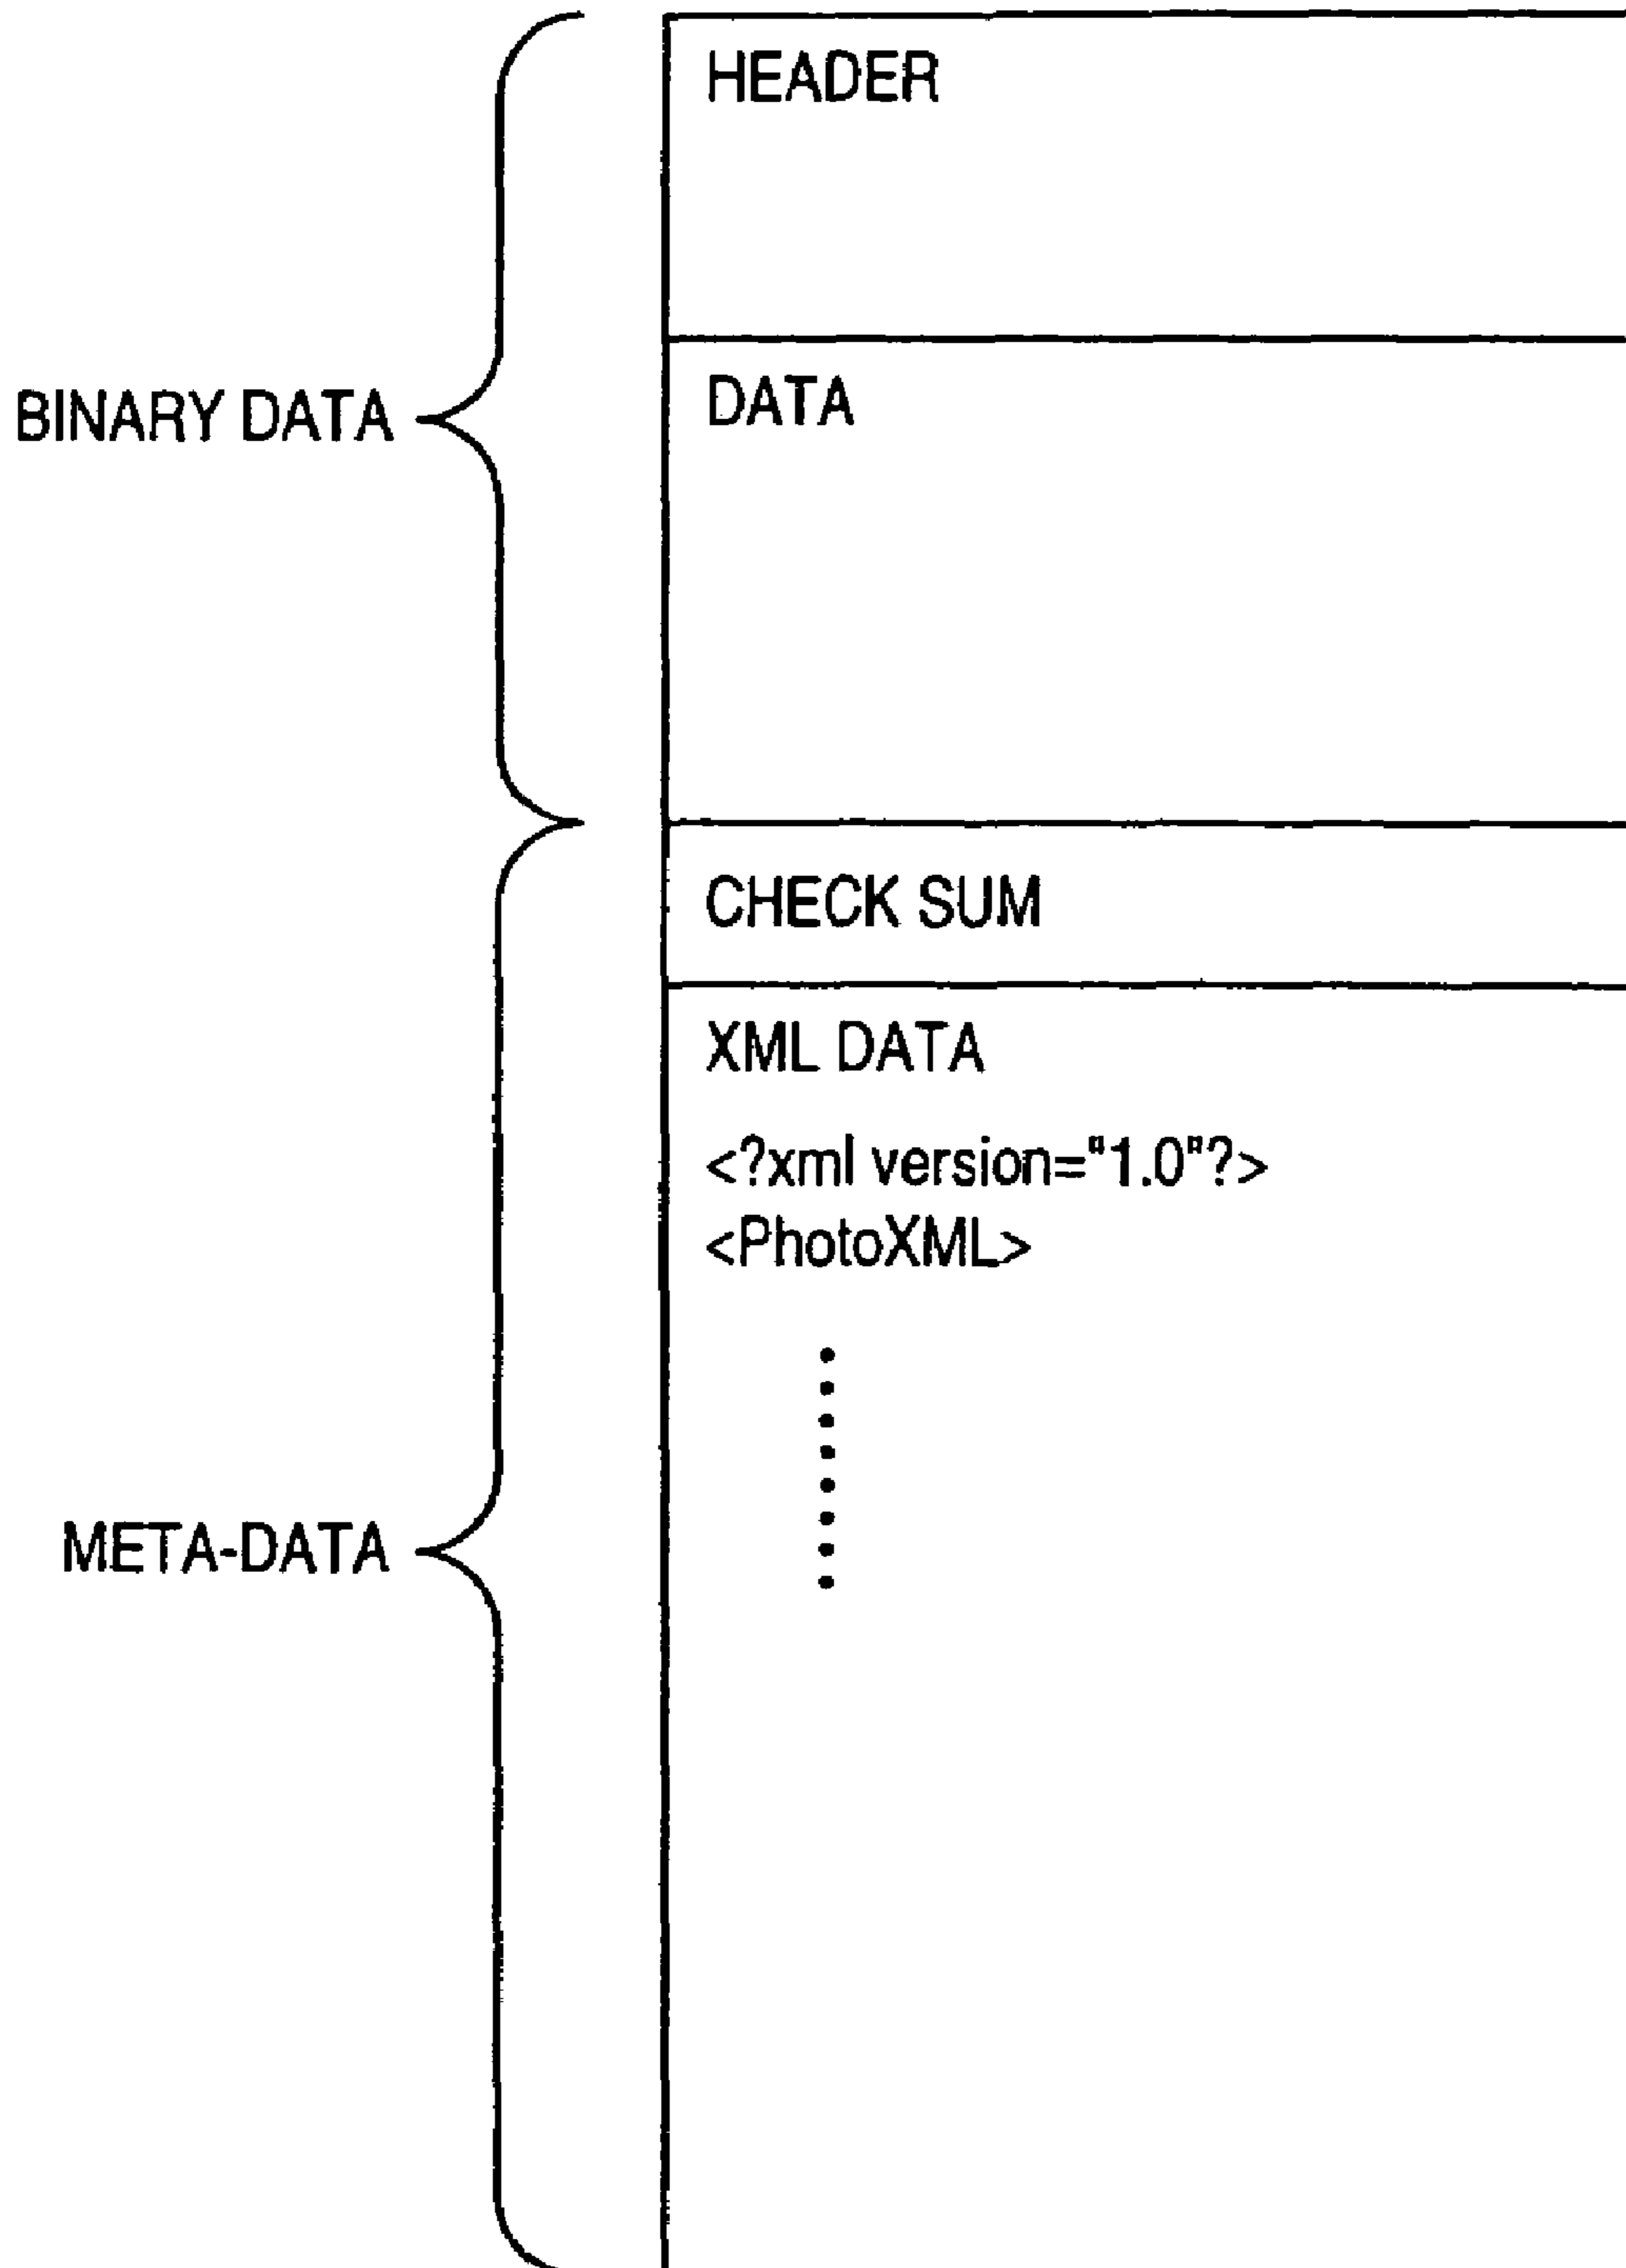 HEADER
BINARY DATA
DATA
CHECK SUM
XML DATA
<?xml version="1.0"?>
<PhotoXML>
META-DATA